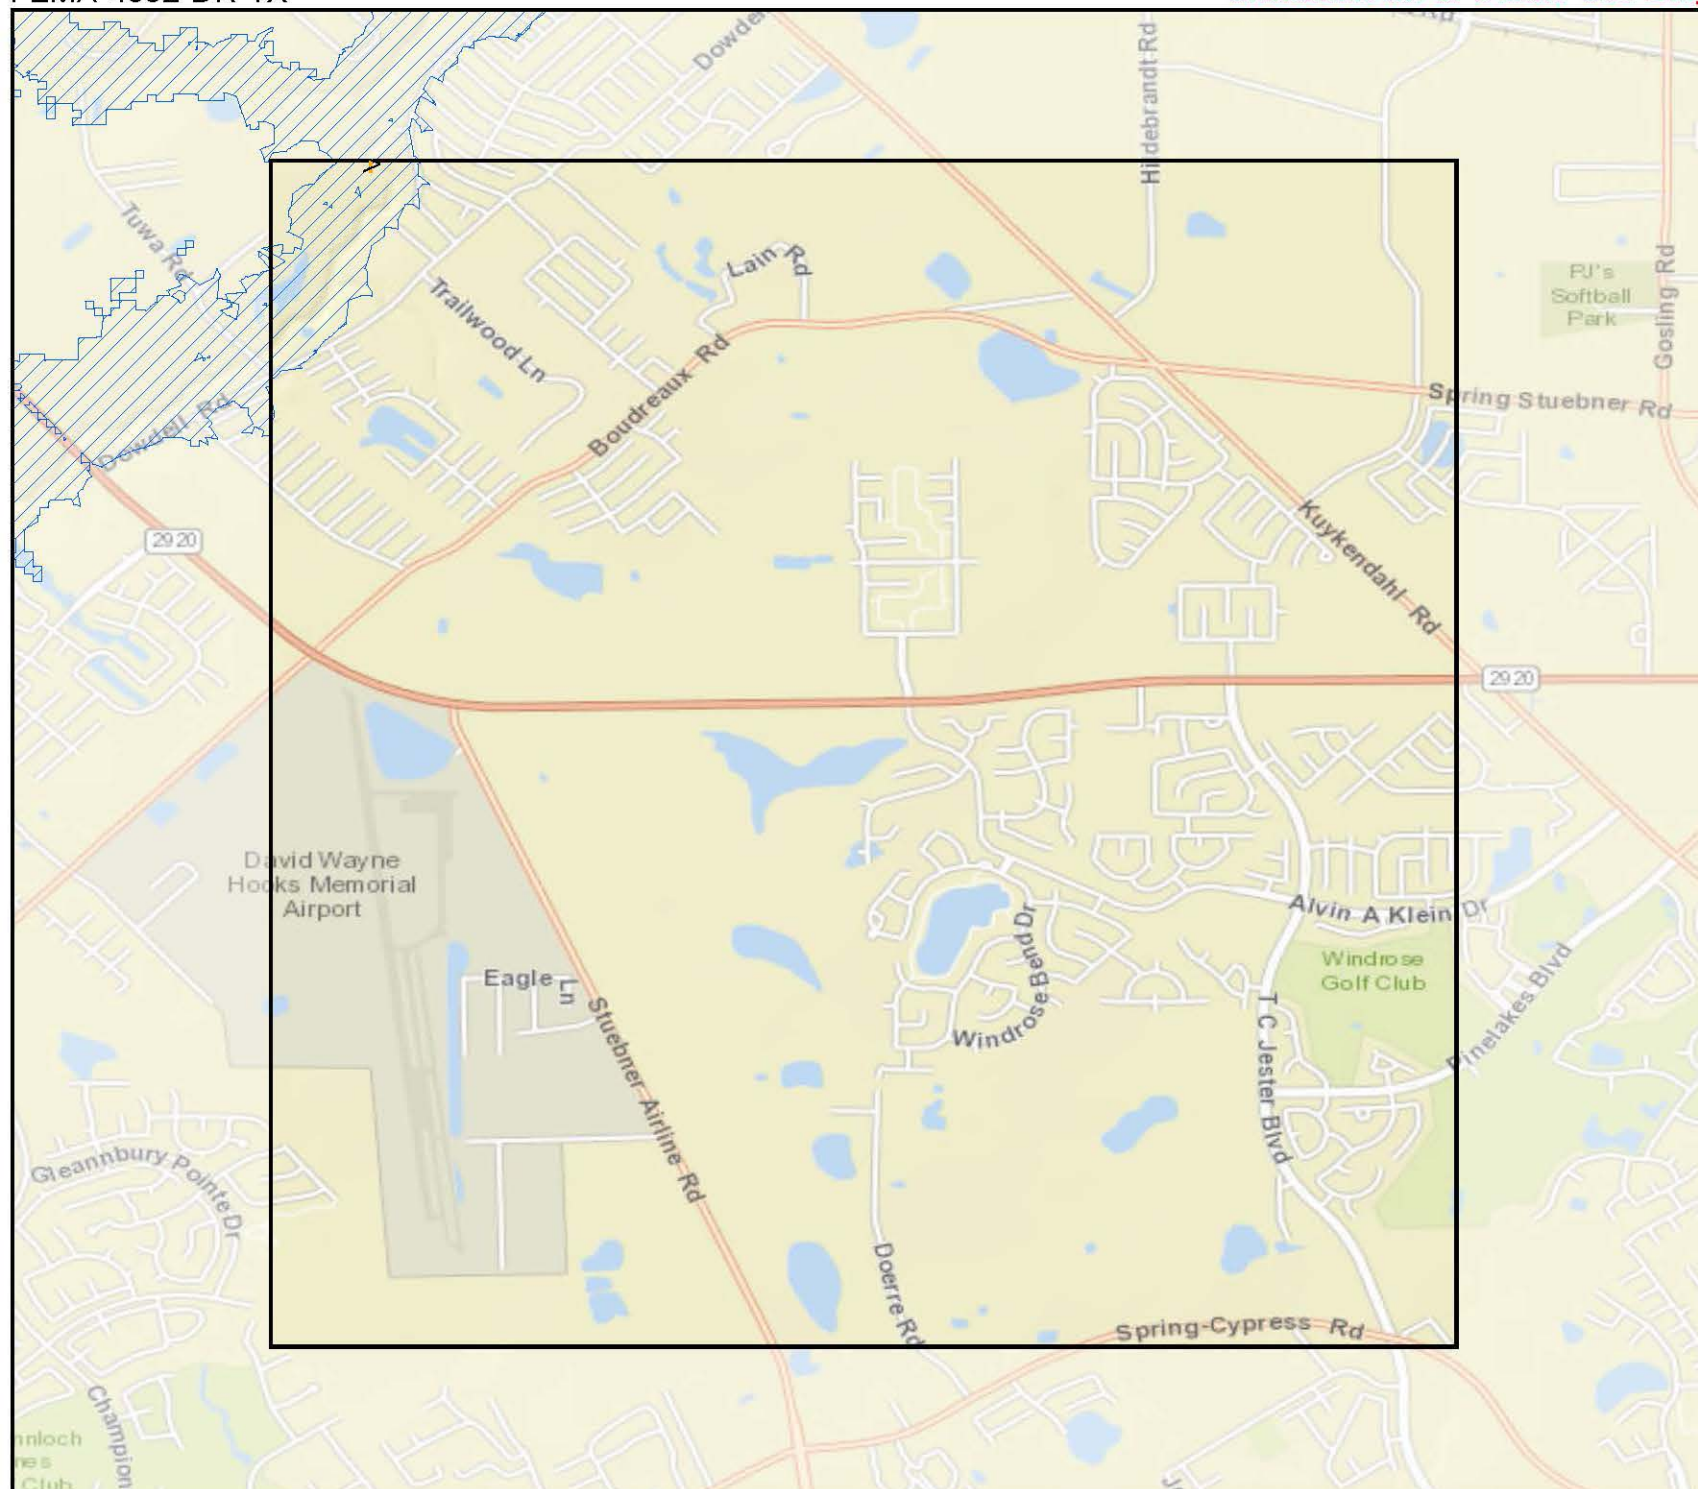 Dowdell
Hildebrandt Rd
Rd
Tuwa Rd
Lain Rd
PJ's
Softball
Park
Gosling Rd
Trailwood Ln
Boudreaux Rd
Spring Stuebner Rd
Dowdell Rd
2920
Kuykendahl Rd
2920
David Wayne
Hooks Memorial
Airport
Alvin A Klein Dr
Windrose
Golf Club
Windrose Bend Dr
Eagle Ln
Stuebner Airline Rd
T C Jester Blvd
Pinelakes Blvd
Gleannbury Pointe Dr
Doerre Rd
Spring-Cypress Rd
Champion
Club